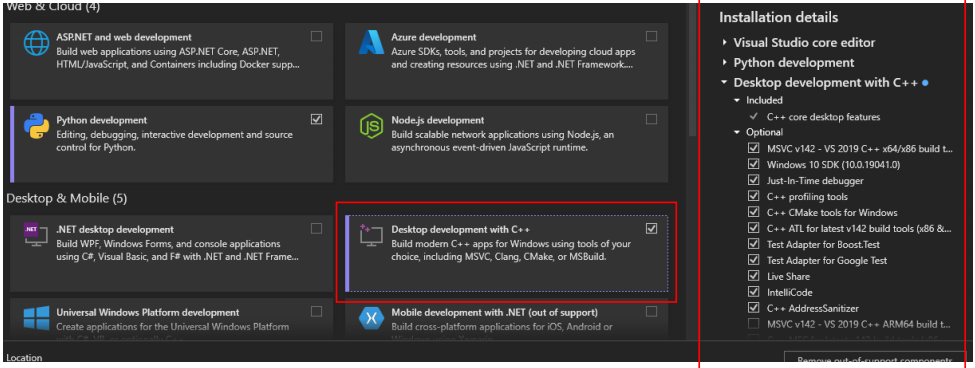 Web & Cloud (4)
ASP.NET and web development
Build web applications using ASP.NET Core, ASP.NET,
HTML/JavaScript, and Containers including Docker supp...
Azure development
Azure SDKs, tools, and projects for developing cloud apps
and creating resources using .NET and .NET Framework....
Python development
Editing, debugging, interactive development and source
control for Python.
Node.js development
Build scalable network applications using Node.js, an
asynchronous event-driven JavaScript runtime.
Desktop & Mobile (5)
.NET
.NET desktop development
Build WPF, Windows Forms, and console applications
using C#, Visual Basic, and F# with .NET and .NET Frame...
Desktop development with C++
Build modern C++ apps for Windows using tools of your
choice, including MSVC, Clang, CMake, or MSBuild.
Universal Windows Platform development
Create applications for the Universal Windows Platform
Mobile development with .NET (out of support)
Build cross-platform applications for iOS, Android or
Location
Installation details
Visual Studio core editor
Python development
Desktop development with C++
Included
C++ core desktop features
Optional
MSVC v142 - VS 2019 C++ x64/x86 build t...
Windows 10 SDK (10.0.19041.0)
Just-In-Time debugger
C++ profiling tools
C++ CMake tools for Windows
C++ ATL for latest v142 build tools (x86 &...
Test Adapter for Boost.Test
Test Adapter for Google Test
Live Share
IntelliCode
C++ AddressSanitizer
MSVC v142 - VS 2019 C++ ARM64 build t...
Remove out-of-support components